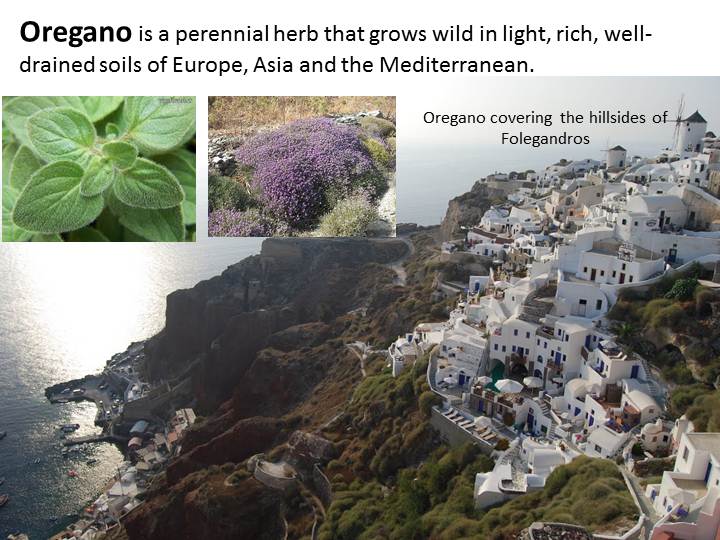 Oregano is a perennial herb that grows wild in light, rich, well-
drained soils of Europe, Asia and the Mediterranean.
Oregano covering the hillsides of
Folegandros